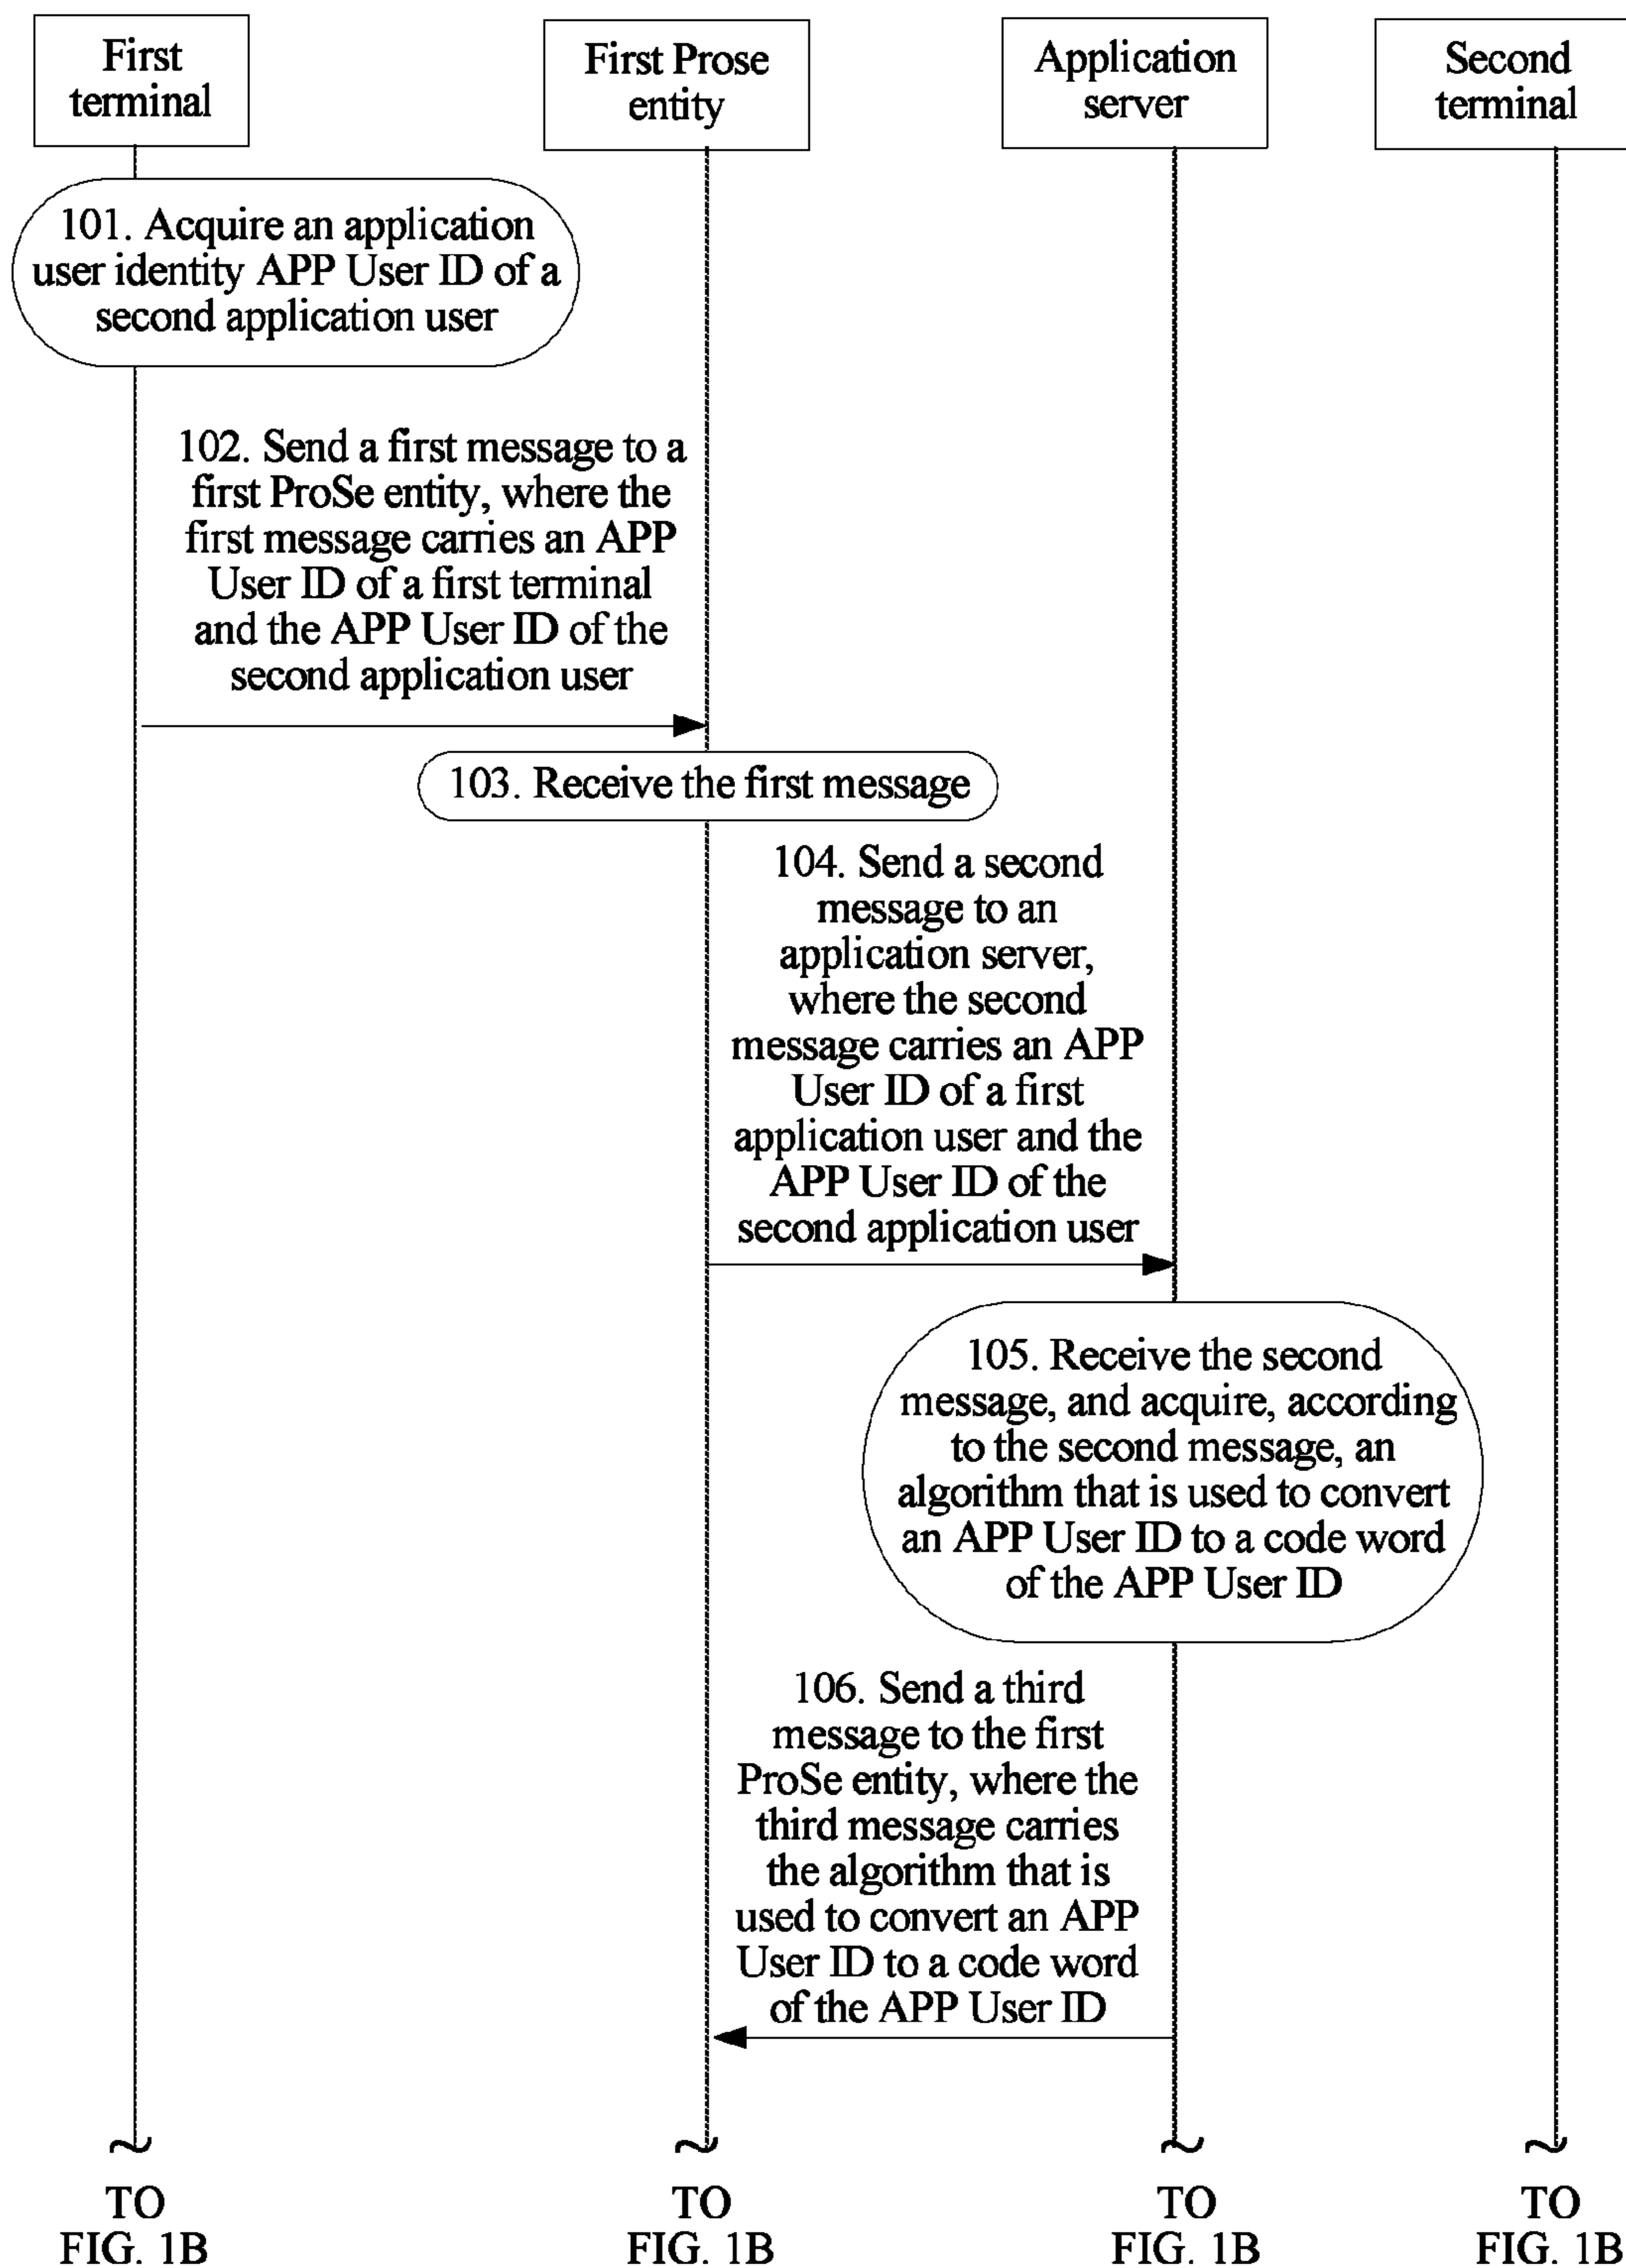 First
terminal
First Prose
entity
Application
server
Second
terminal
101. Acquire an application
user identity APP User ID of a
second application user
102. Send a first message to a
first ProSe entity, where the
first message carries an APP
User ID of a first terminal
and the APP User ID of the
second application user
103. Receive the first message
104. Send a second
message to an
application server,
where the second
message carries an APP
User ID of a first
application user and the
APP User ID of the
second application user
105. Receive the second
message, and acquire, according
to the second message, an
algorithm that is used to convert
an APP User ID to a code word
of the APP User ID
106. Send a third
message to the first
ProSe entity, where the
third message carries
the algorithm that is
used to convert an APP
User ID to a code word
of the APP User ID
TO
FIG. 1B
TO
FIG. 1B
TO
FIG. 1B
TO
FIG. 1B